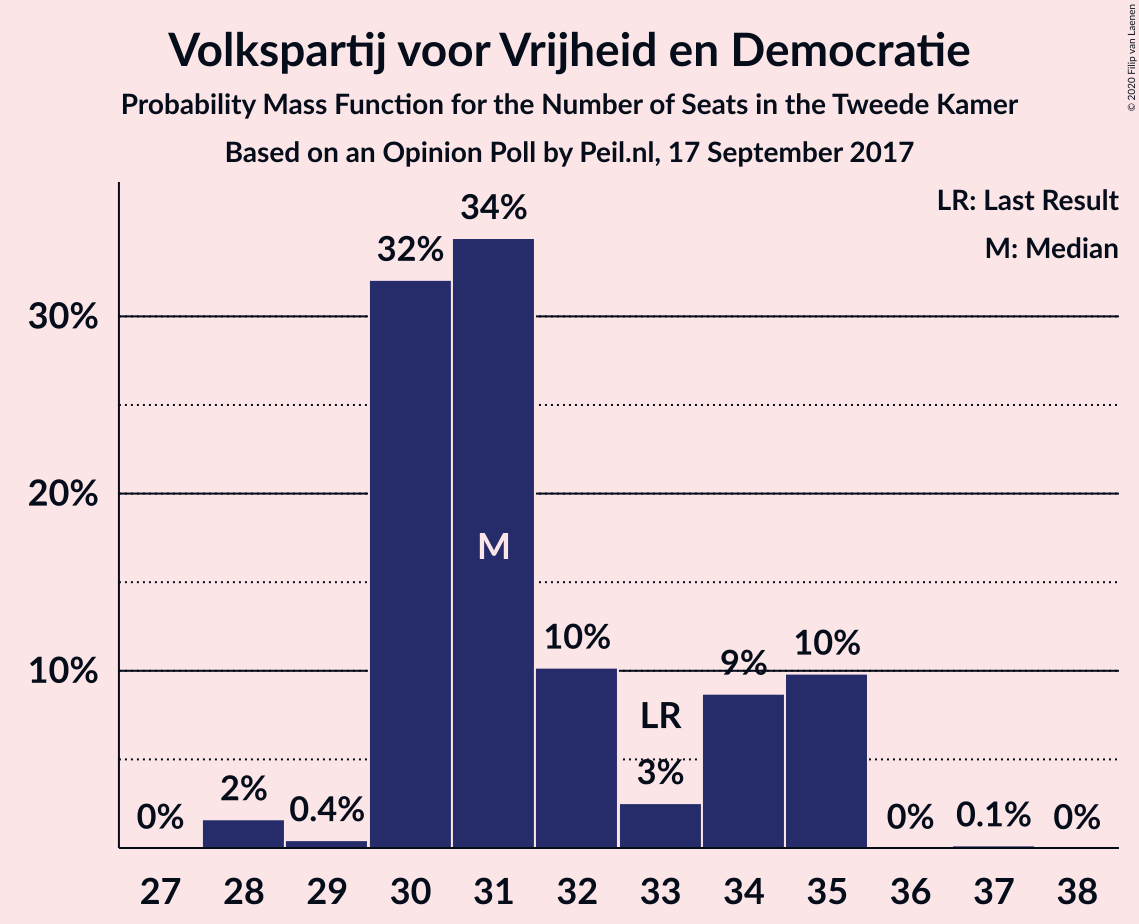 Volkspartij voor Vrijheid en Democratie
Probability Mass Function for the Number of Seats in the Tweede Kamer
Based on an Opinion Poll by Peil.nl, 17 September 2017
© 2020 Filip van Laenen
LR: Last Result
M: Median
30%
20%
10%
0%
2%
0.4%
32%
34%
M
10%
LR
3%
9%
10%
0%
0.1%
0%
27 28 29 30 31 32 33 34 35 36 37 38